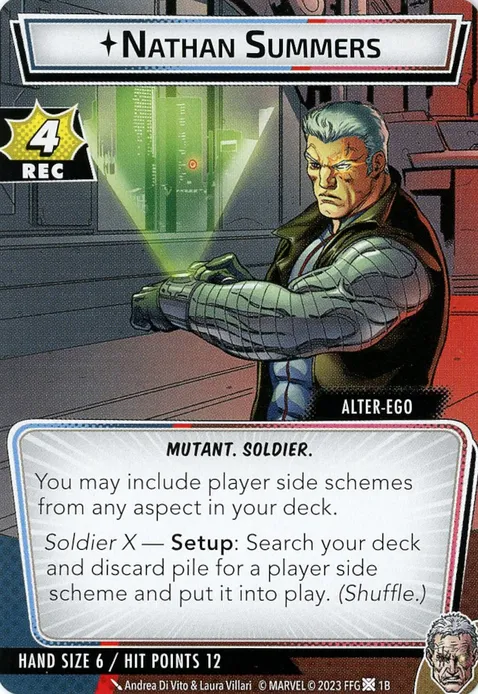 NATHAN SUMMERS
4
REC
ALTER-EGO
MUTANT. SOLDIER.
You may include player side schemes
from any aspect in your deck.
Soldier X — Setup: Search your deck
and discard pile for a player side
scheme and put it into play. (Shuffle.)
HAND SIZE 6 / HIT POINTS 12
Andrea Di Vito & Laura Villari © MARVEL © 2023 FFG 1B